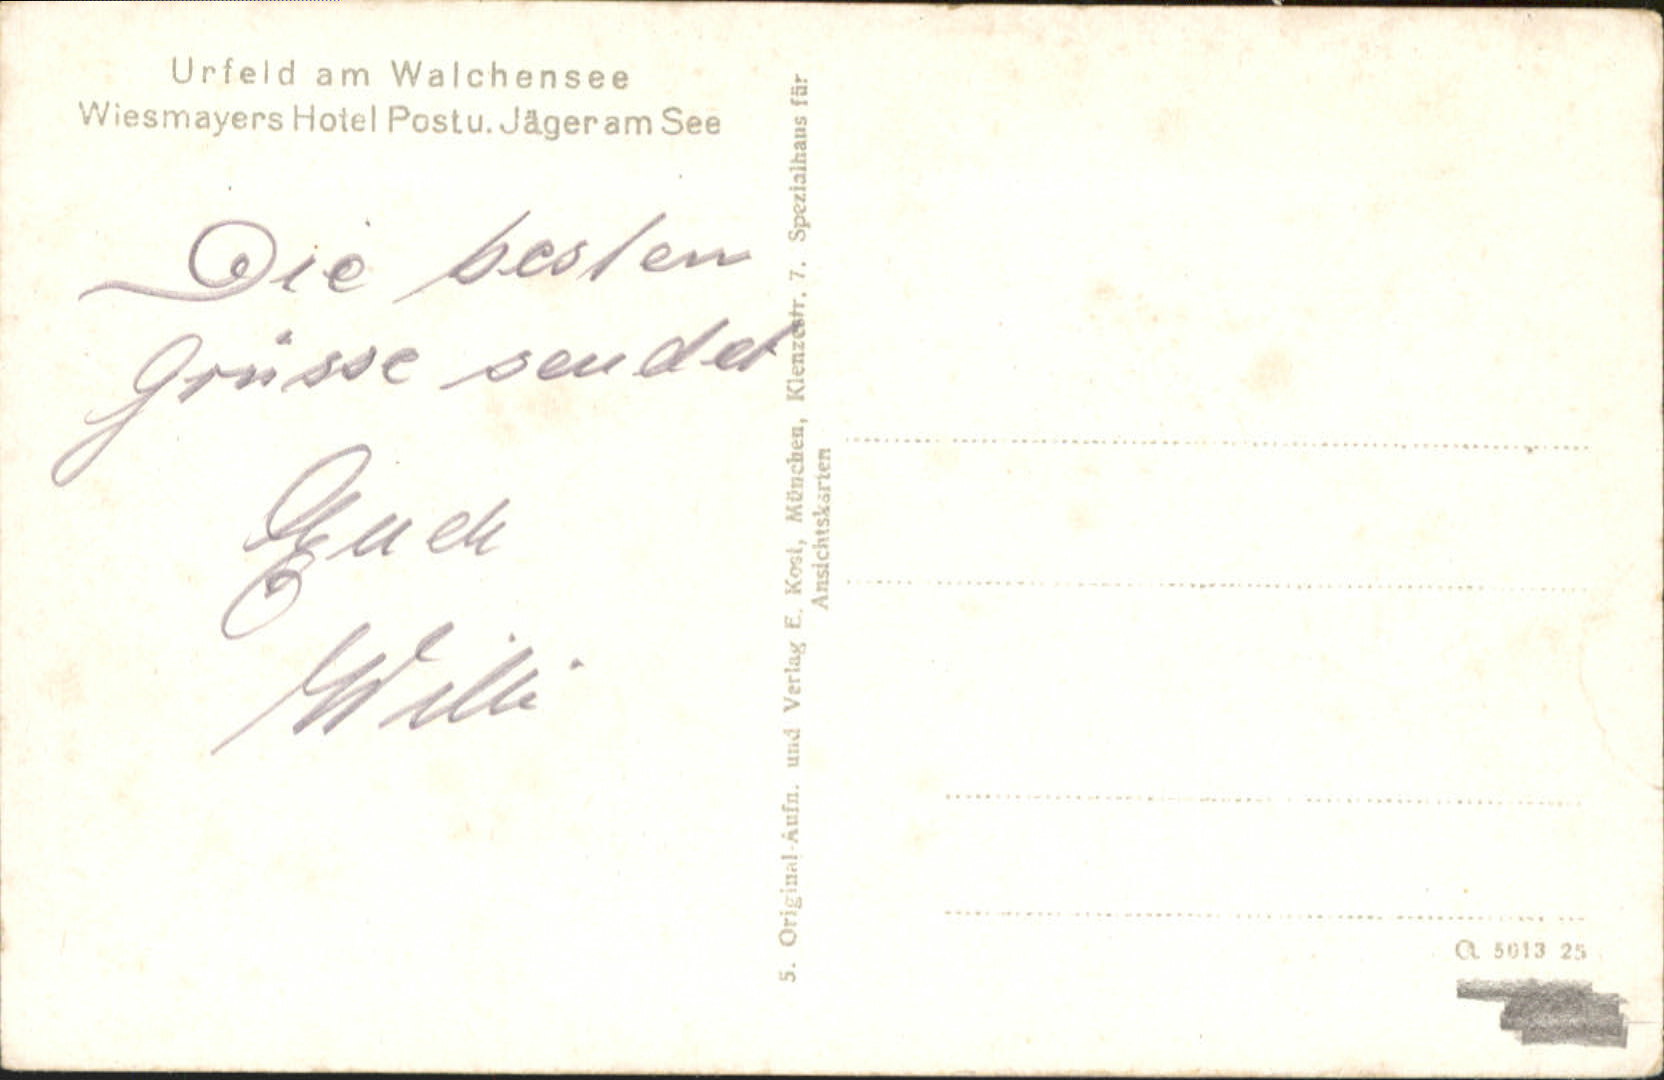 Urfeld am Walchensee
Wiesmayers Hotel Post u. Jäger am See
Die besten
Grüsse sendet
Euch
Willi
5. Original-Aufn. und Verlag E. Kost, München, Klenzestr. 7. Spezialhaus für
Ansichtskarten
5013 25